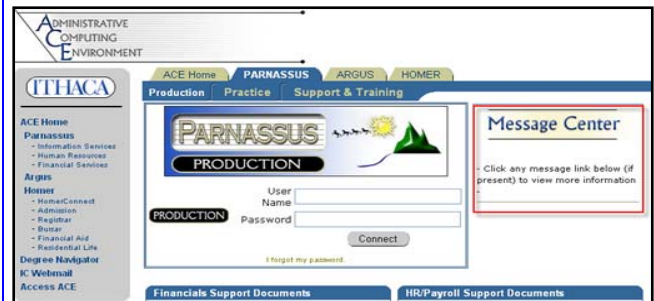 ADMINISTRATIVE
COMPUTING
ENVIRONMENT
ITHACA
ACE Home
Parnassus
- Information Services
- Human Resources
- Financial Services
Argus
Homer
- HomerConnect
- Admission
- Registrar
- Bursar
- Financial Aid
- Residential Life
Degree Navigator
IC Webmail
Access ACE
ACE Home PARNASSUS ARGUS HOMER
Production Practice Support & Training
PARNASSUS
PRODUCTION
User
Name
PRODUCTION Password
Connect
I forgot my password.
Message Center
- Click any message link below (if
present) to view more information
-
Financials Support Documents HR/Payroll Support Documents